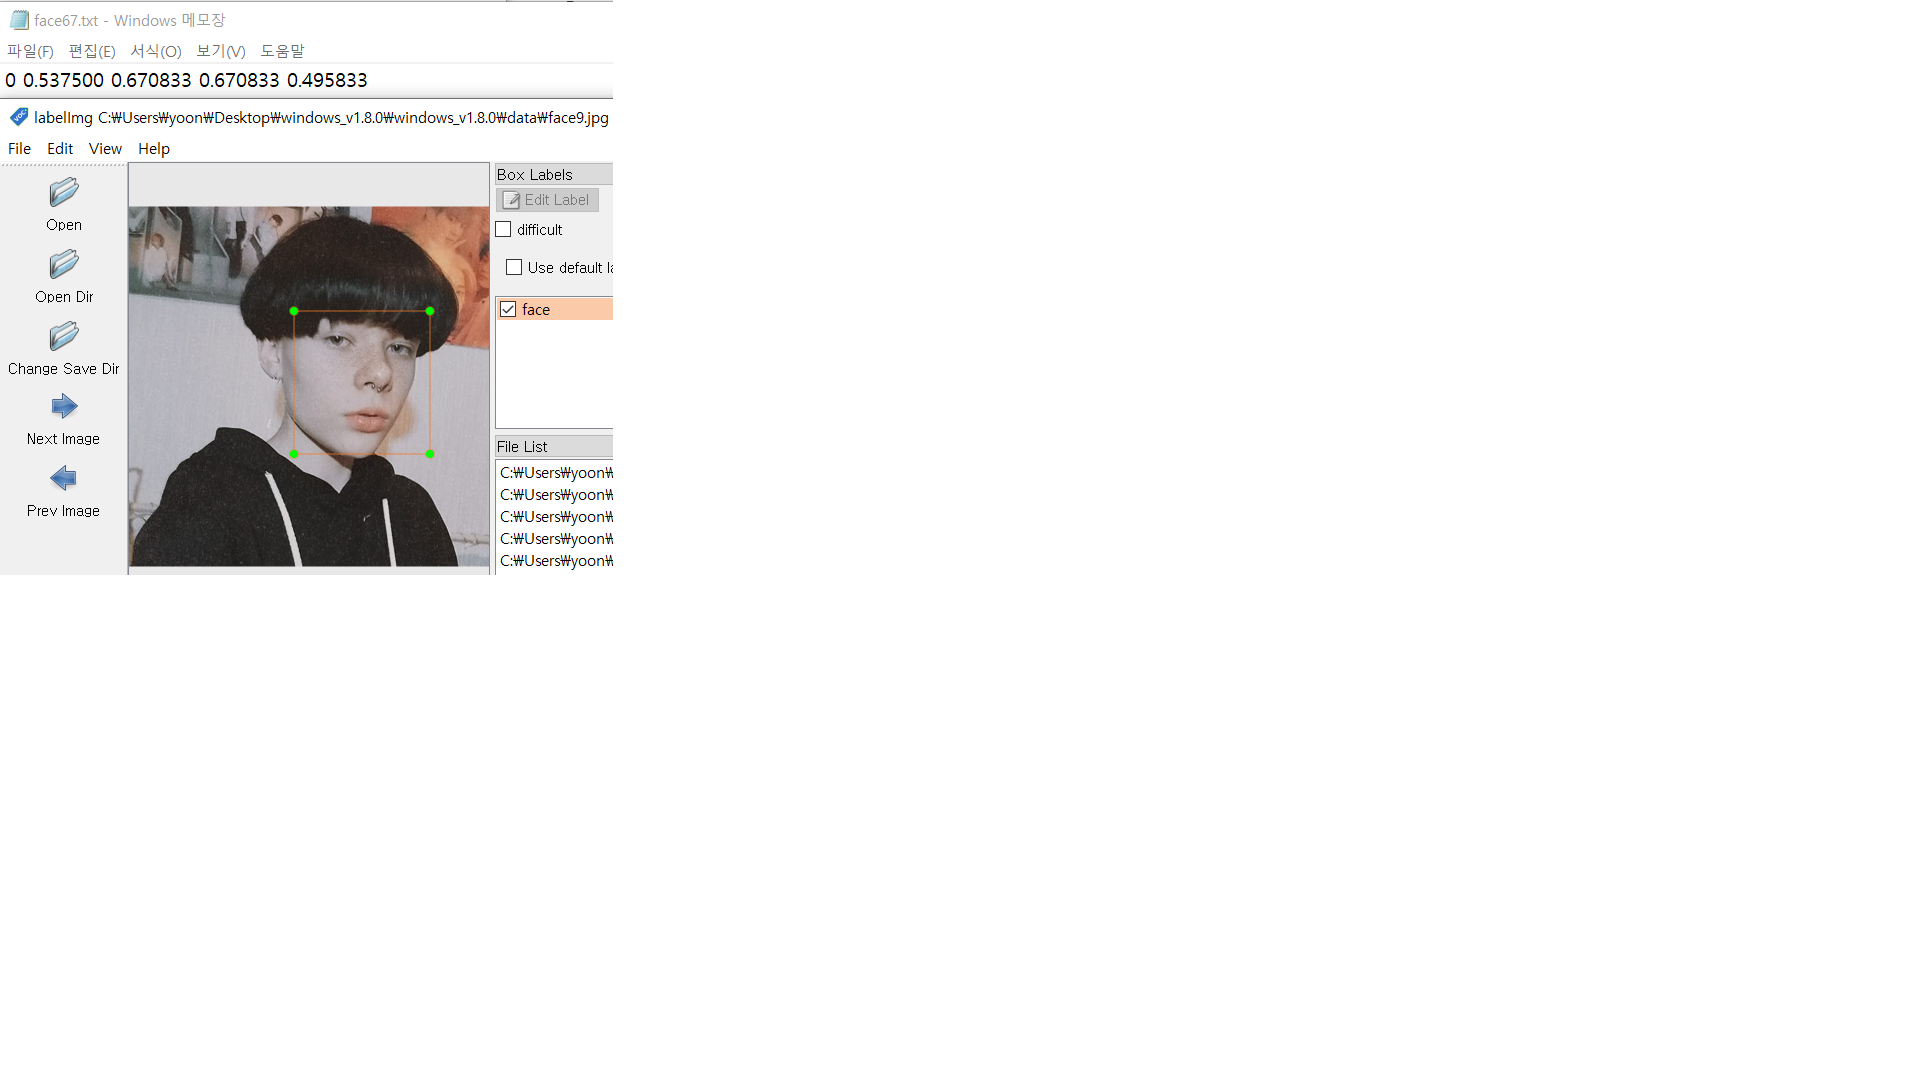 face67.txt - Windows 메모장
파일(F) 편집(E) 서식(O) 보기(V) 도움말
0 0.537500 0.670833 0.670833 0.495833
labelImg C:₩Users₩yoon₩Desktop₩windows_v1.8.0₩windows_v1.8.0₩data₩face9.jpg
File Edit View Help
Open
Open Dir
Change Save Dir
Next Image
Prev Image
Box Labels
Edit Label
difficult
Use default la
face
File List
C:₩Users₩yoon₩
C:₩Users₩yoon₩
C:₩Users₩yoon₩
C:₩Users₩yoon₩
C:₩Users₩yoon₩